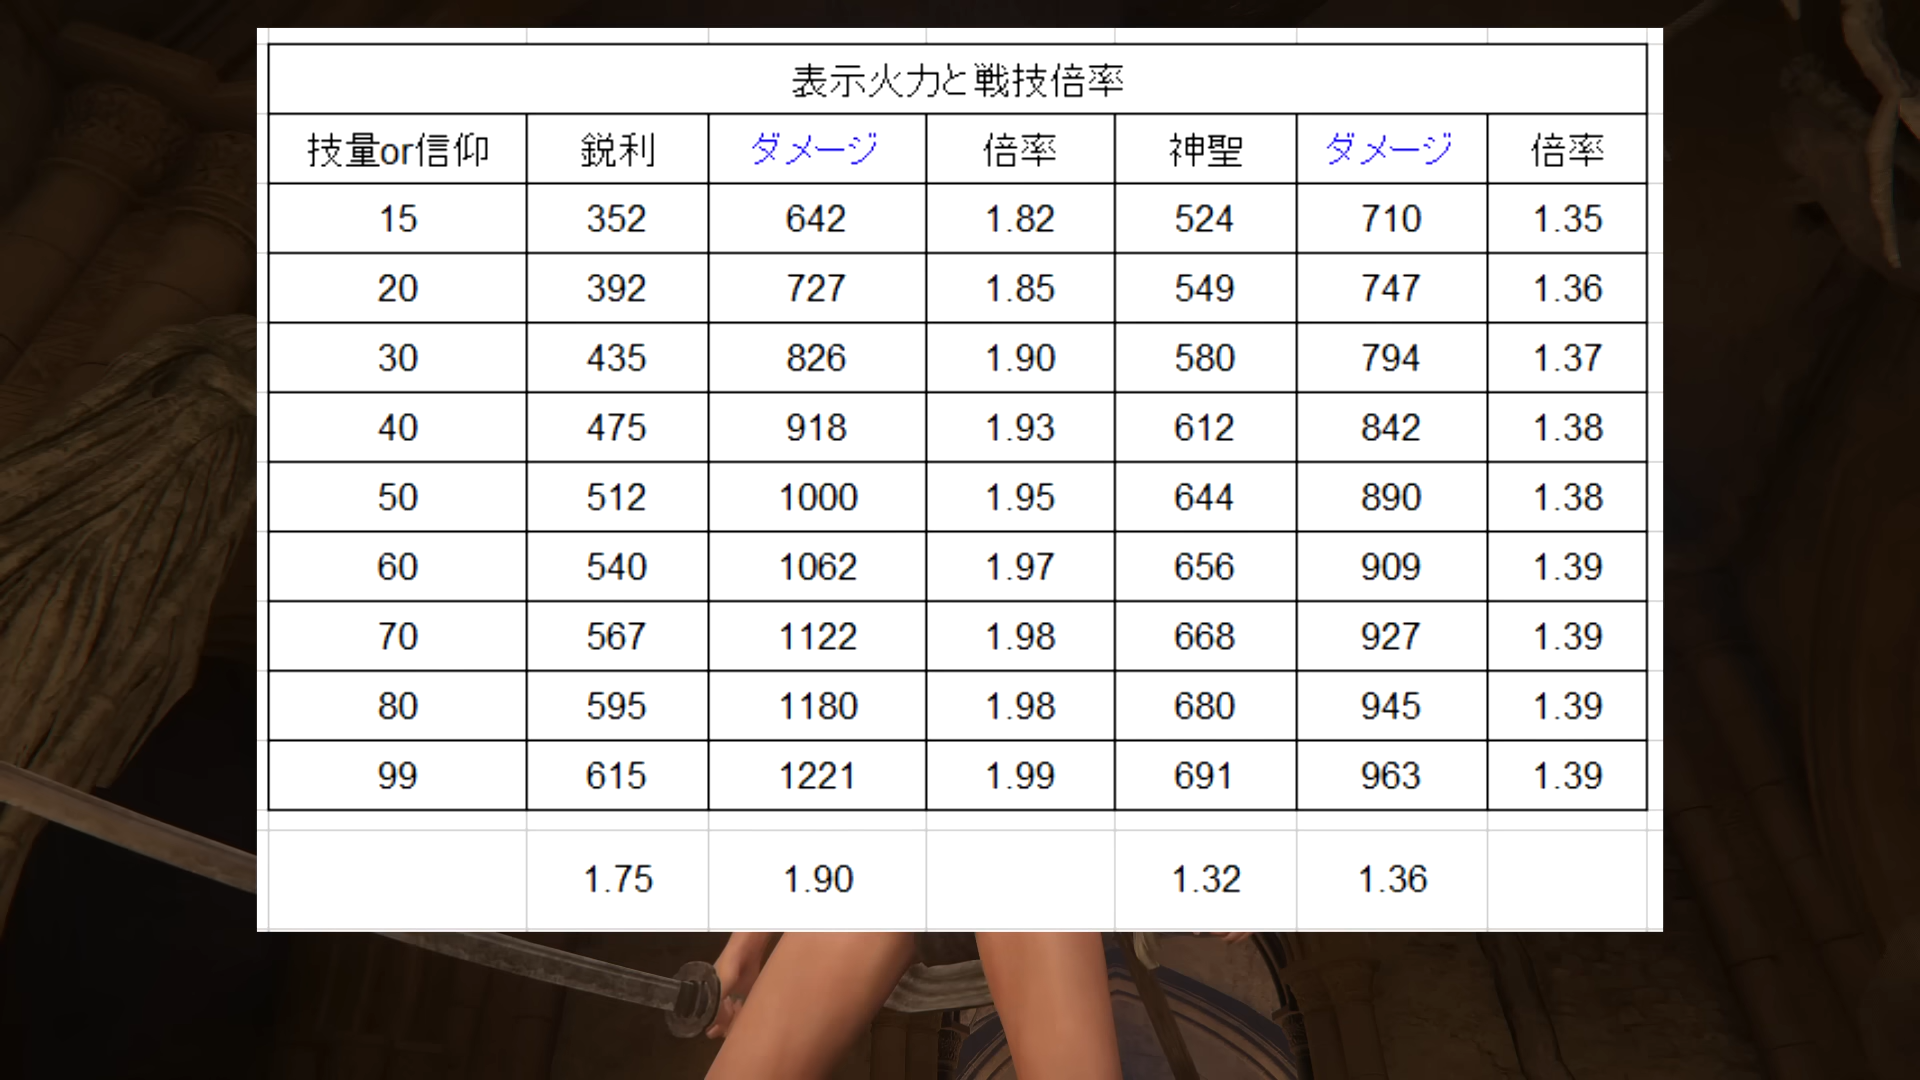 表示火力と戦技倍率
技量or信仰 鋭利 ダメージ 倍率 神聖 ダメージ 倍率
15 352 642 1.82 524 710 1.35
20 392 727 1.85 549 747 1.36
30 435 826 1.90 580 794 1.37
40 475 918 1.93 612 842 1.38
50 512 1000 1.95 644 890 1.38
60 540 1062 1.97 656 909 1.39
70 567 1122 1.98 668 927 1.39
80 595 1180 1.98 680 945 1.39
99 615 1221 1.99 691 963 1.39
1.75 1.90 1.32 1.36